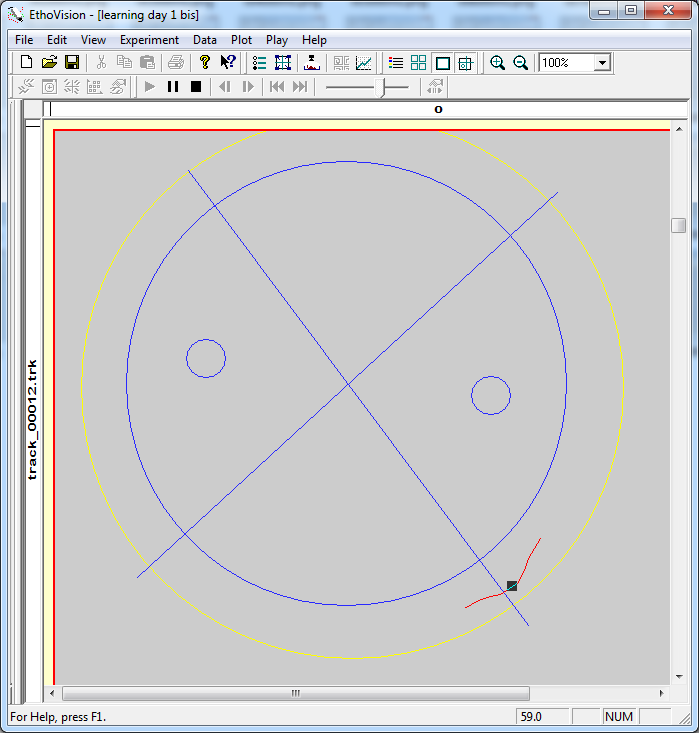 EthoVision - [learning day 1 bis]
File Edit View Experiment Data Plot Play Help
100%
0
track_00012.trk
For Help, press F1.
59.0
NUM